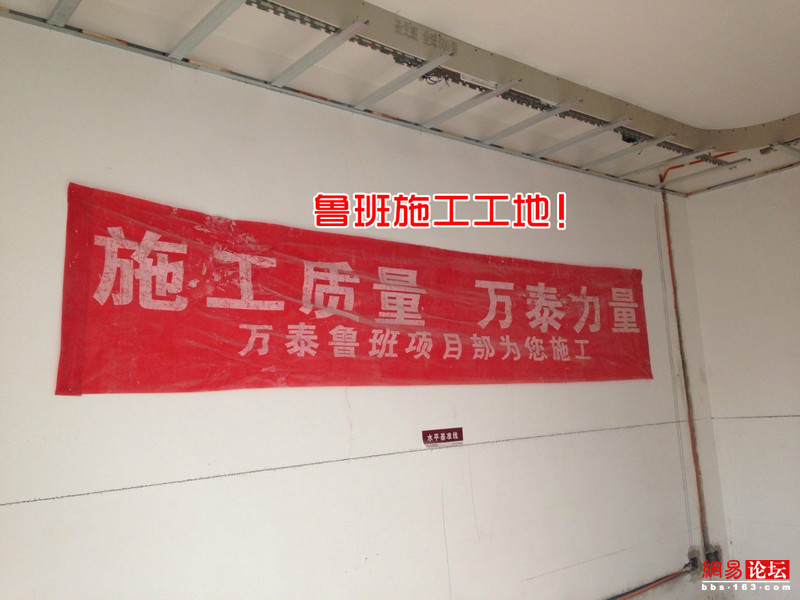 鲁班施工工地!
施工质量 万泰力量
万泰鲁班项目部为您施工
水平基准线
網易论坛
bbs·163·com